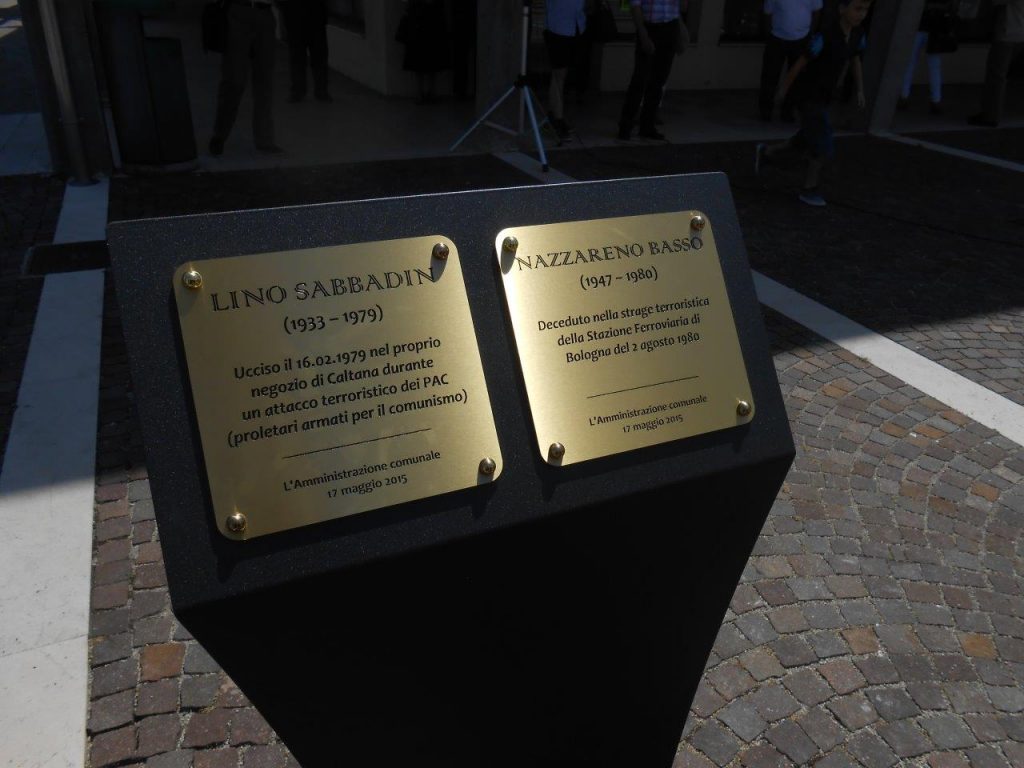 LINO SABBADIN
(1933 – 1979)
Ucciso il 16.02.1979 nel proprio
negozio di Caltana durante
un attacco terroristico dei PAC
(proletari armati per il comunismo)
L'Amministrazione comunale
17 maggio 2015
NAZZARENO BASSO
(1947 – 1980)
Deceduto nella strage terroristica
della Stazione Ferroviaria di
Bologna del 2 agosto 1980
L'Amministrazione comunale
17 maggio 2015